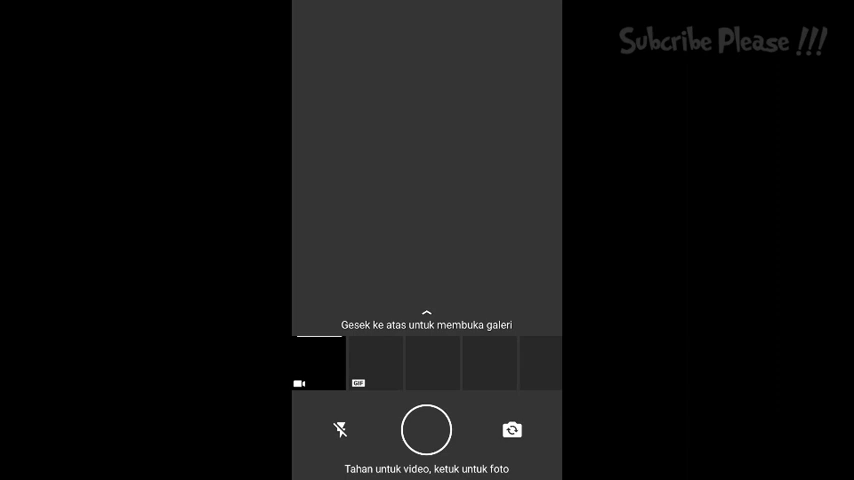 Subcribe Please !!!
Gesek ke atas untuk membuka galeri
GIF
Tahan untuk video, ketuk untuk foto